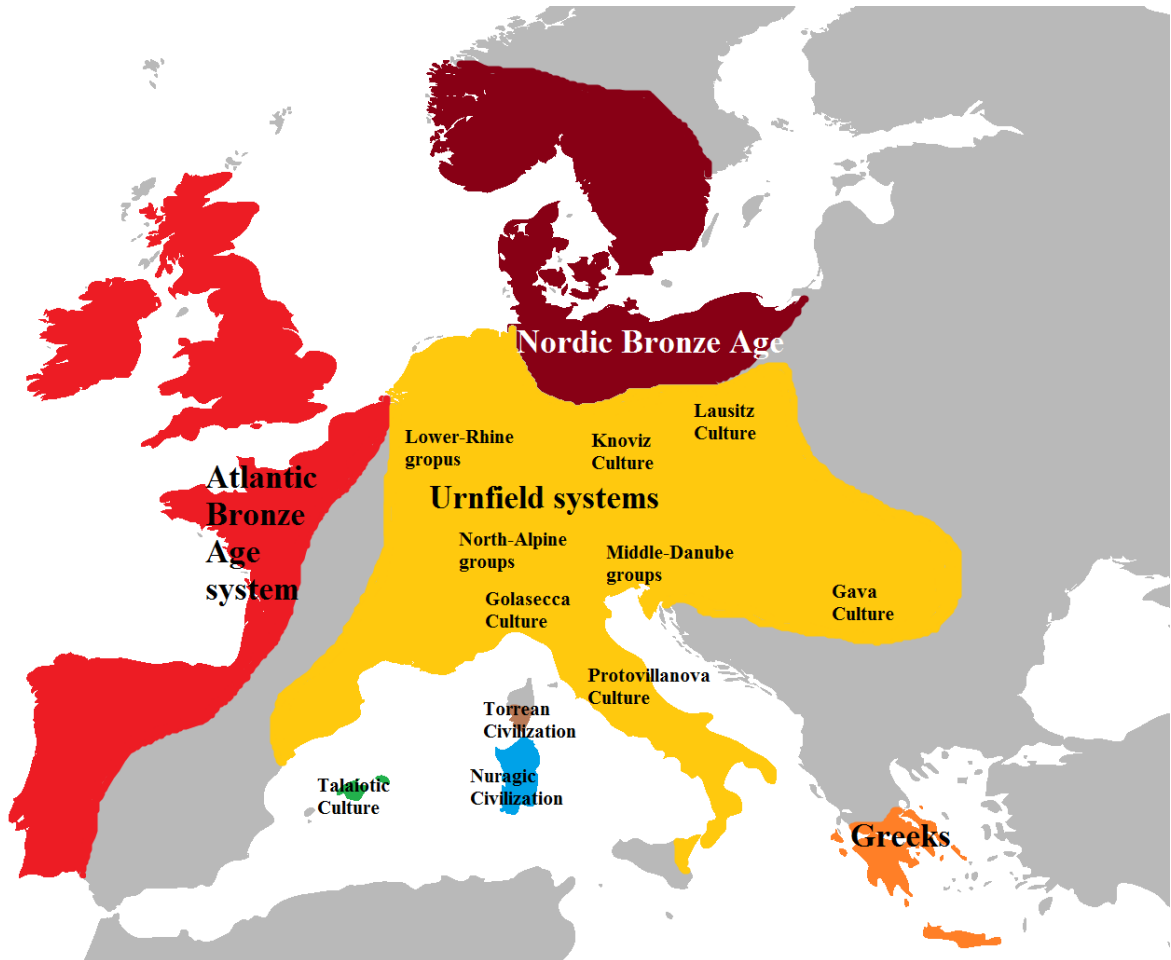 Nordic Bronze Age
Lausitz
Culture
Lower-Rhine
gropus
Knoviz
Culture
Atlantic
Bronze
Age
system
Urnfield systems
North-Alpine
groups
Middle-Danube
groups
Golasecca
Culture
Gava
Culture
Protovillanova
Culture
Torrean
Civilization
Talaiotic
Culture
Nuragic
Civilization
Greeks